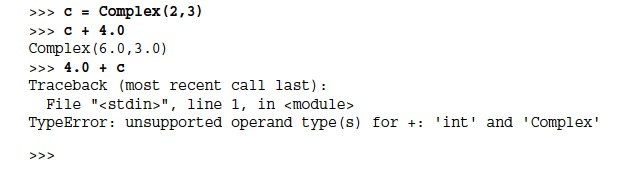 >>> c = Complex(2,3)
>>> c + 4.0
Complex(6.0,3.0)
>>> 4.0 + c
Traceback (most recent call last):
  File "<stdin>", line 1, in <module>
TypeError: unsupported operand type(s) for +: 'int' and 'Complex'
>>>